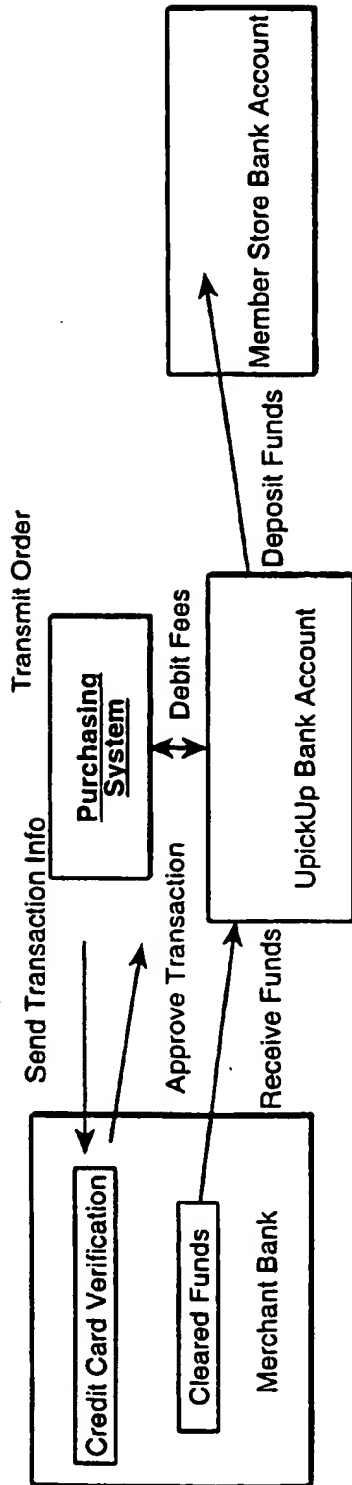 Send Transaction Info
Transmit Order
Credit Card Verification
Purchasing
System
Approve Transaction
Debit Fees
Cleared Funds
Receive Funds
Merchant Bank
UpickUp Bank Account
Deposit Funds
Member Store Bank Account